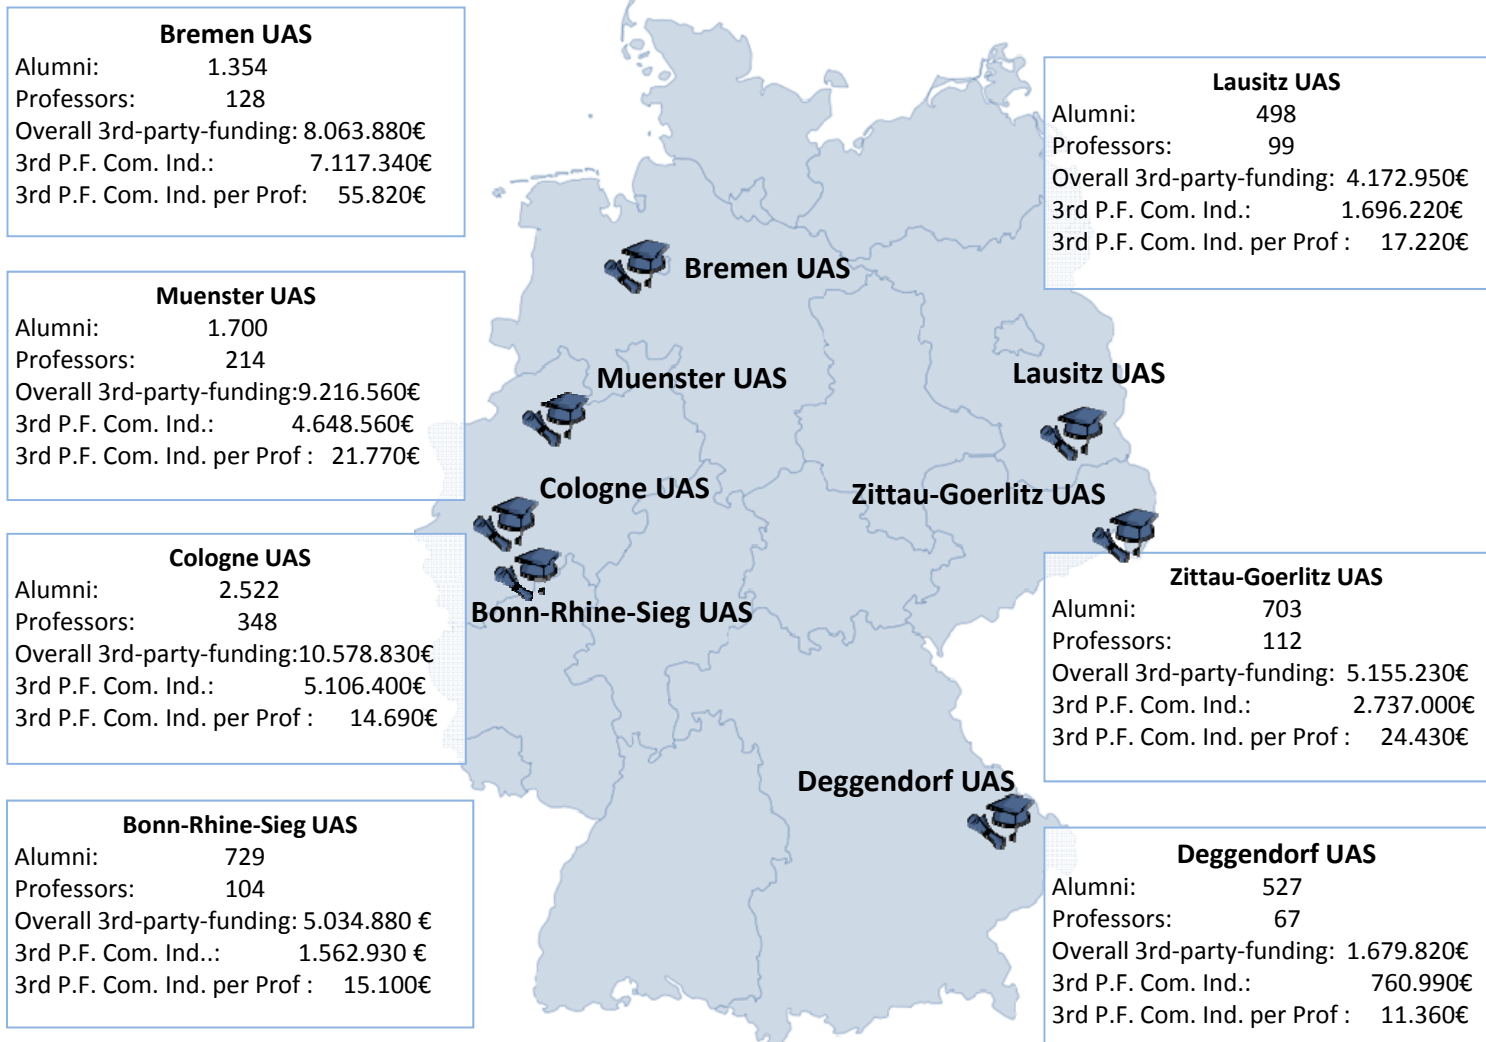 Bremen UAS
Alumni: 1.354
Professors: 128
Overall 3rd-party-funding: 8.063.880€
3rd P.F. Com. Ind.: 7.117.340€
3rd P.F. Com. Ind. per Prof: 55.820€
Muenster UAS
Alumni: 1.700
Professors: 214
Overall 3rd-party-funding:9.216.560€
3rd P.F. Com. Ind.: 4.648.560€
3rd P.F. Com. Ind. per Prof : 21.770€
Cologne UAS
Alumni: 2.522
Professors: 348
Overall 3rd-party-funding:10.578.830€
3rd P.F. Com. Ind.: 5.106.400€
3rd P.F. Com. Ind. per Prof : 14.690€
Bonn-Rhine-Sieg UAS
Alumni: 729
Professors: 104
Overall 3rd-party-funding: 5.034.880 €
3rd P.F. Com. Ind..: 1.562.930 €
3rd P.F. Com. Ind. per Prof : 15.100€
Bremen UAS
Muenster UAS
Lausitz UAS
Cologne UAS
Zittau-Goerlitz UAS
Bonn-Rhine-Sieg UAS
Deggendorf UAS
Lausitz UAS
Alumni: 498
Professors: 99
Overall 3rd-party-funding: 4.172.950€
3rd P.F. Com. Ind.: 1.696.220€
3rd P.F. Com. Ind. per Prof : 17.220€
Zittau-Goerlitz UAS
Alumni: 703
Professors: 112
Overall 3rd-party-funding: 5.155.230€
3rd P.F. Com. Ind.: 2.737.000€
3rd P.F. Com. Ind. per Prof : 24.430€
Deggendorf UAS
Alumni: 527
Professors: 67
Overall 3rd-party-funding: 1.679.820€
3rd P.F. Com. Ind.: 760.990€
3rd P.F. Com. Ind. per Prof : 11.360€